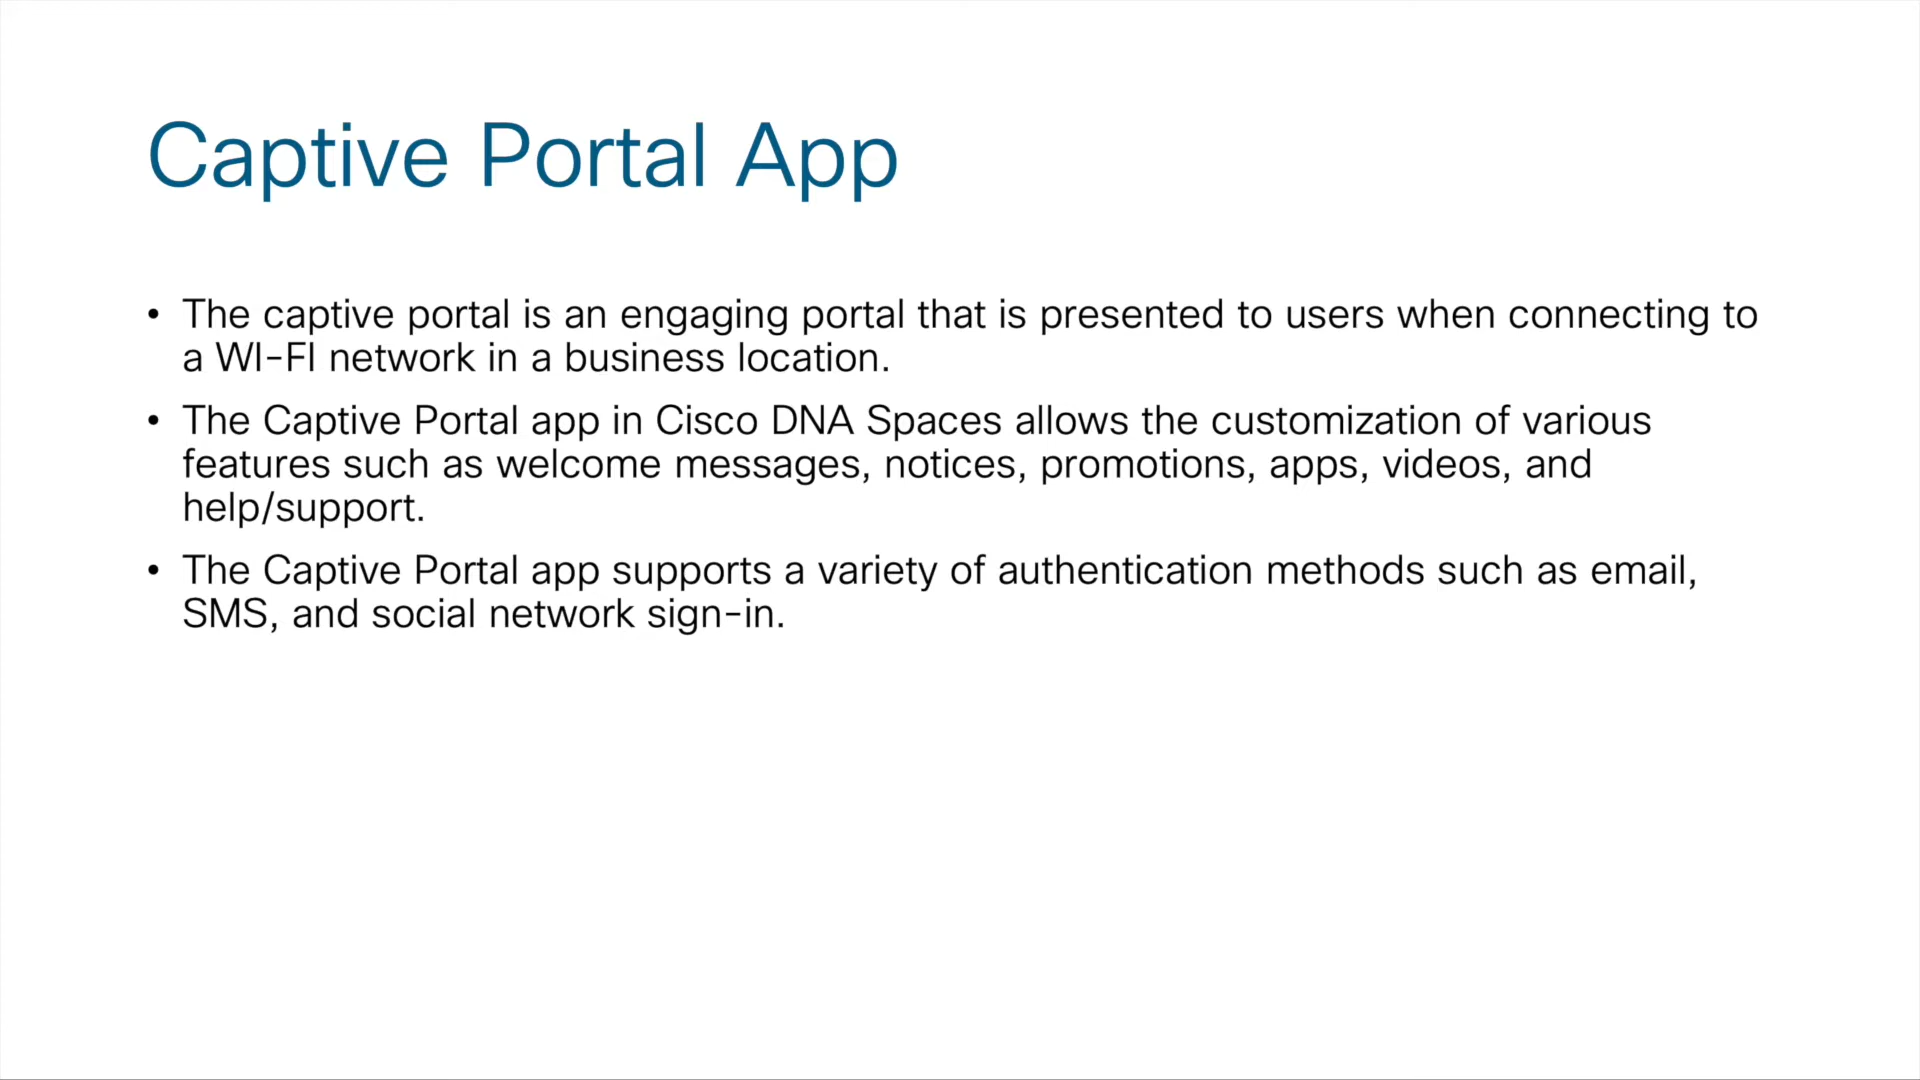 Captive Portal App
• The captive portal is an engaging portal that is presented to users when connecting to
a WI-FI network in a business location.
• The Captive Portal app in Cisco DNA Spaces allows the customization of various
features such as welcome messages, notices, promotions, apps, videos, and
help/support.
• The Captive Portal app supports a variety of authentication methods such as email,
SMS, and social network sign-in.